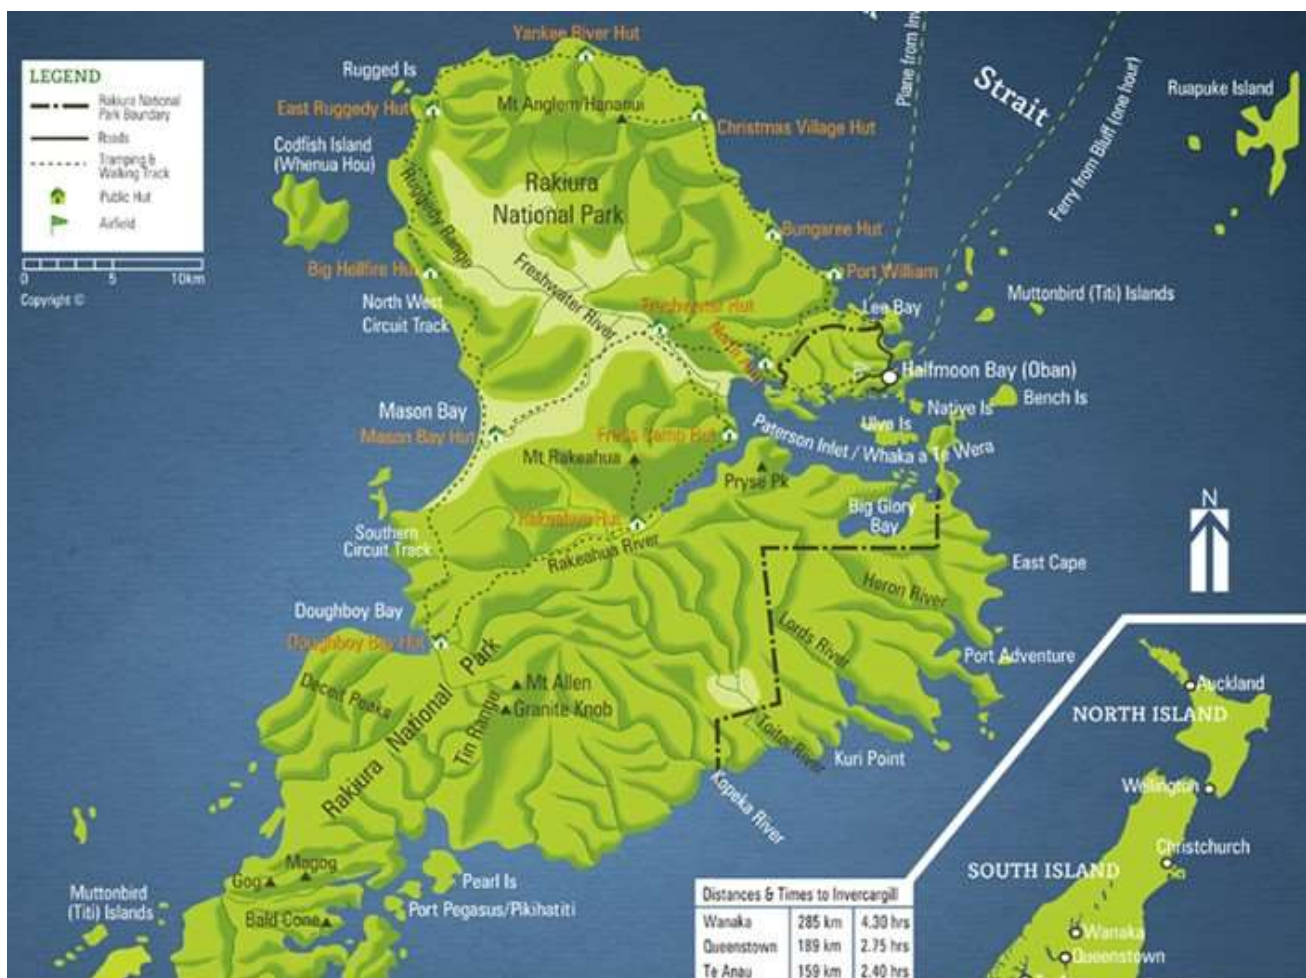 Yankee River Hut
Rugged Is
East Ruggedy Hut
Mt Anglem/Hananui
Christmas Village Hut
Codfish Island
(Whenua Hou)
LEGEND
Rakiura National
Park Boundary
Roads
Tramping &
Walking Track
Public Hut
Airfield
0 5 10km
Copyright ©
Plane from Inv
Strait
Ferry from Bluff (one hour)
Ruapuke Island
Ruggedy Range
Rakiura
National Park
Bungaree Hut
Big Hellfire Hut
Freshwater River
Port William
North West
Circuit Track
Freshwater Hut
North Arm
Lee Bay
Muttonbird (Titi) Islands
Halfmoon Bay (Oban)
Mason Bay
Mason Bay Hut
Freds Camp Hut
Bench Is
Native Is
Ulva Is
Paterson Inlet / Whaka a Te Wera
Mt Rakeahua
Pryse Pk
Big Glory
Bay
Southern
Circuit Track
Rakeahua Hut
Rakeahua River
East Cape
Heron River
Doughboy Bay
Doughboy Bay Hut
Lords River
Port Adventure
Deceit Peaks
Rakiura National Park
Tin Range
Mt Allen
Granite Knob
Toitoi River
Kuri Point
Kopeka River
Magog
Gog
Bald Cone
Pearl Is
Port Pegasus/Pikihatiti
Muttonbird
(Titi) Islands
N
Auckland
NORTH ISLAND
Wellington
Christchurch
SOUTH ISLAND
Wanaka
Queenstown
Distances & Times to Invercargill
Wanaka 285 km 4.30 hrs
Queenstown 189 km 2.75 hrs
Te Anau 159 km 2.40 hrs